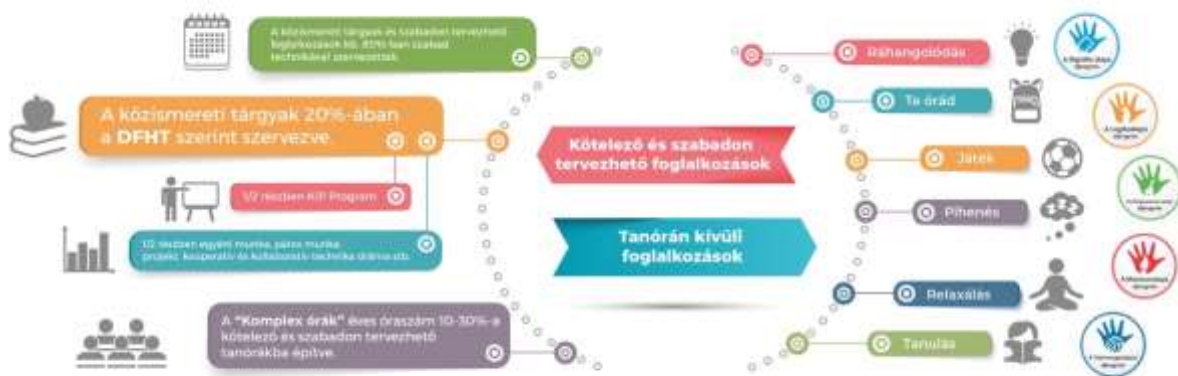 A közismereti tárgyak és szabadon tervezhető
foglalkozások 80%-ban szabad
technikával szervezettek.
A közismereti tárgyak 20%-ában
a DFHT szerint szervezve.
1/2 részben KIP Program
1/2 részben egyéni munka, páros munka
projekt, kooperatív és kollaboratív technika dráma stb.
A "Komplex órák" éves óraszám 10-30%-a
kötelező és szabadon tervezhető
tanórákba építve.
Kötelező és szabadon
tervezhető foglalkozások
Tanórán kívüli
foglalkozások
Ráhangolódás
Te órád
Játék
Pihenés
Relaxálás
Tanulás